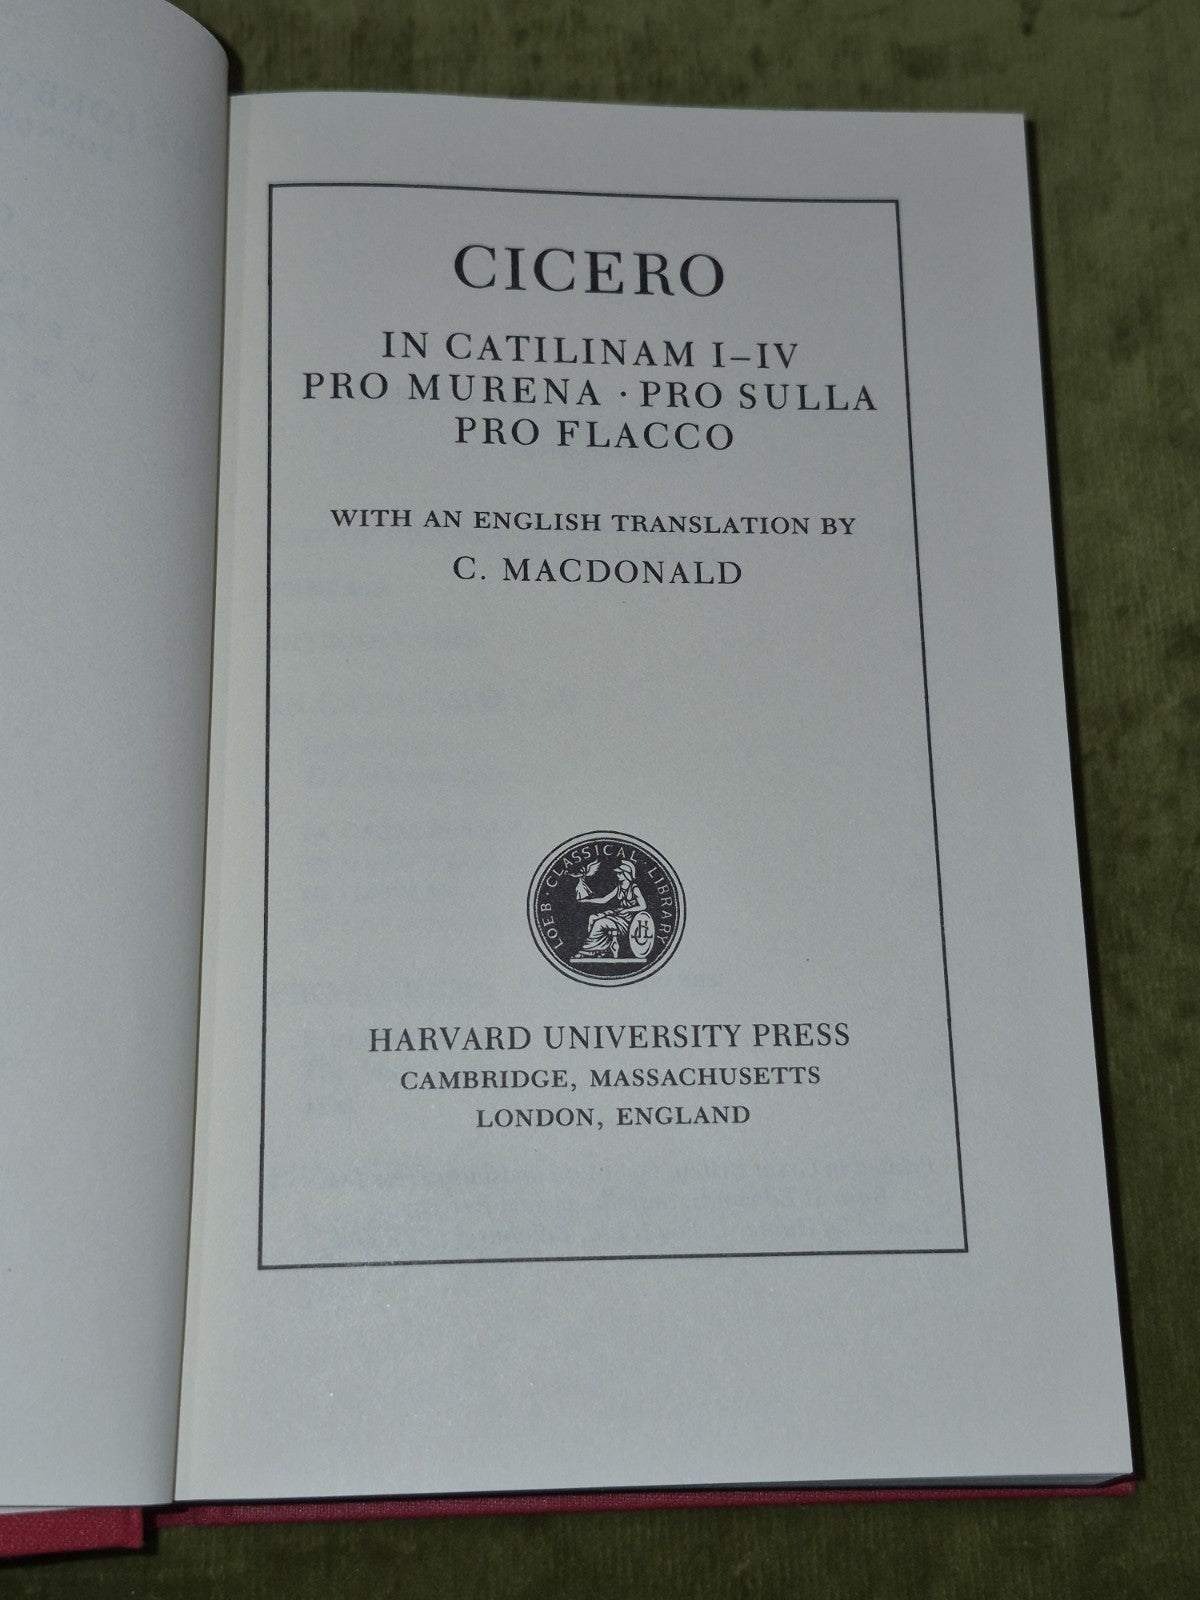 CICERO
IN CATILINAM I–IV
PRO MURENA · PRO SULLA
PRO FLACCO
WITH AN ENGLISH TRANSLATION BY
C. MACDONALD
LOEB · CLASSICAL · LIBRARY
HARVARD UNIVERSITY PRESS
CAMBRIDGE, MASSACHUSETTS
LONDON, ENGLAND